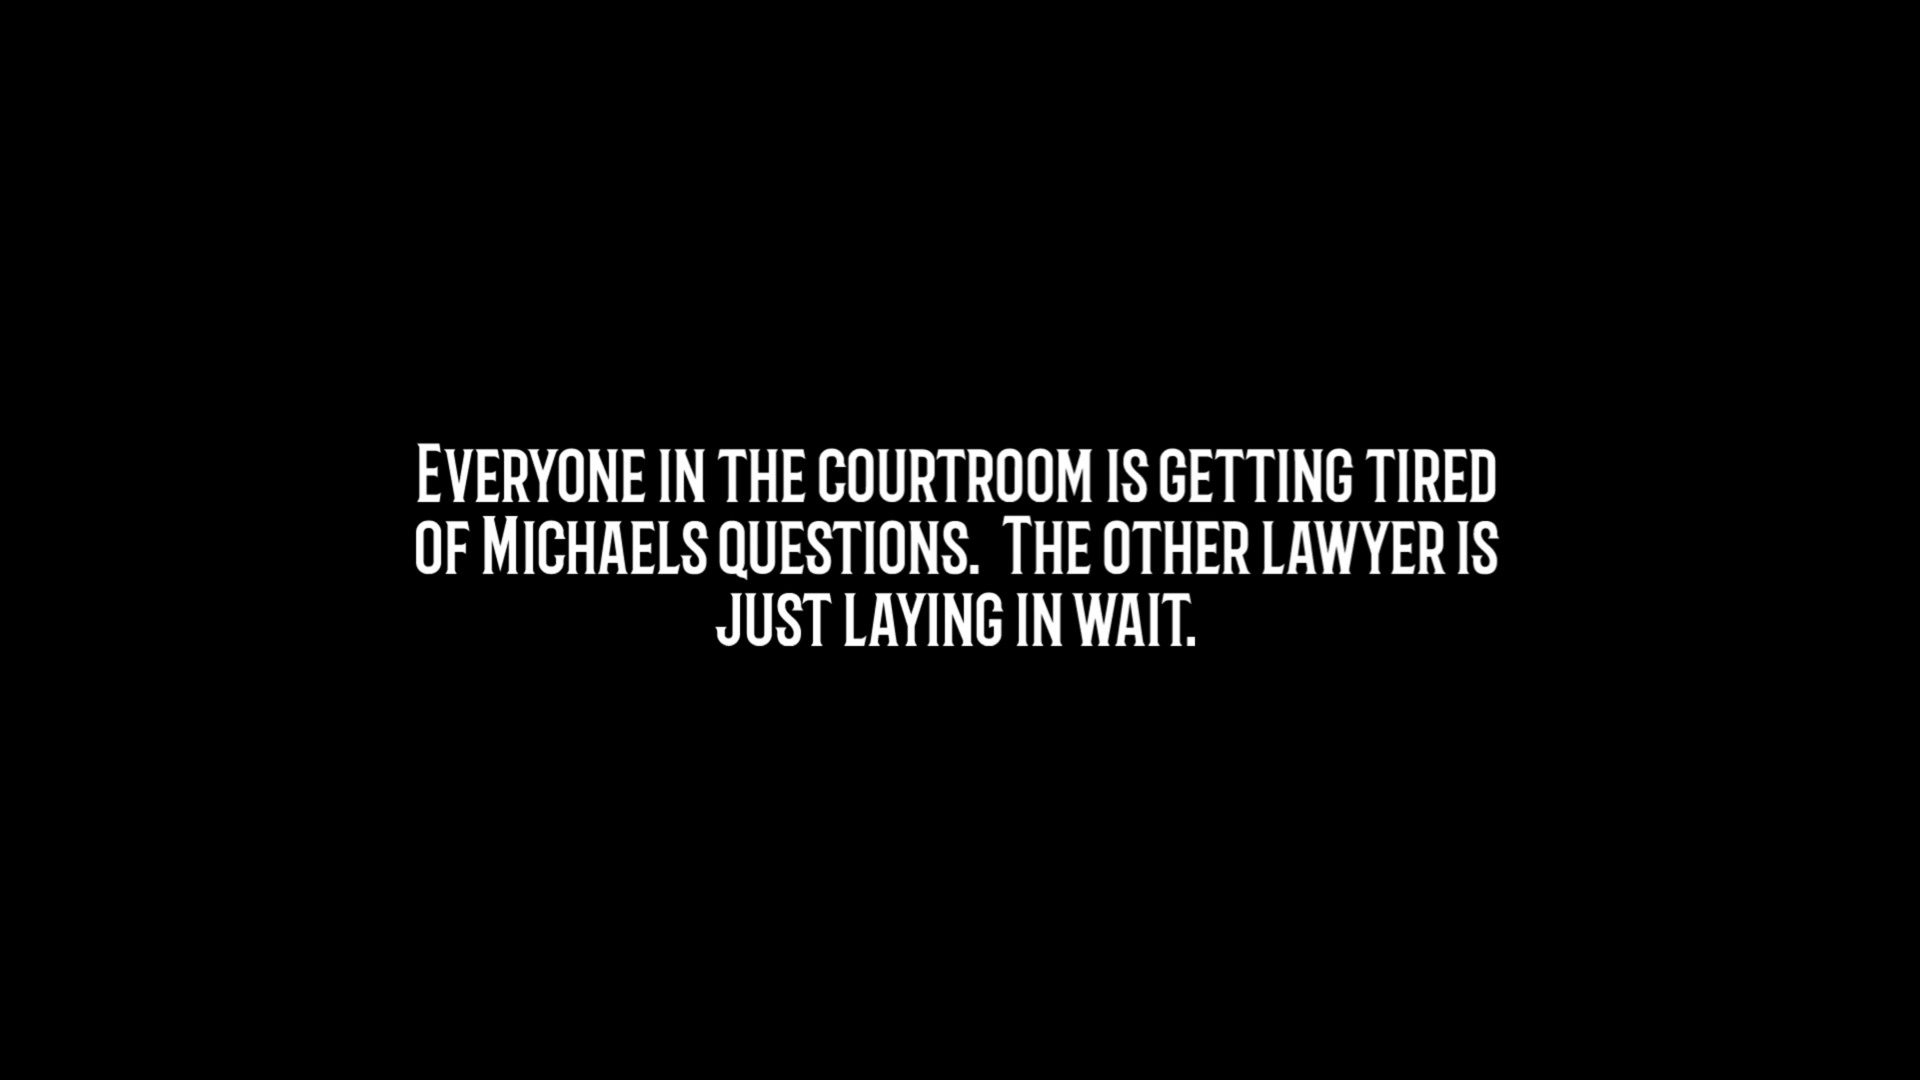 Everyone in the courtroom is getting tired
of Michaels questions.  The other lawyer is
just laying in wait.